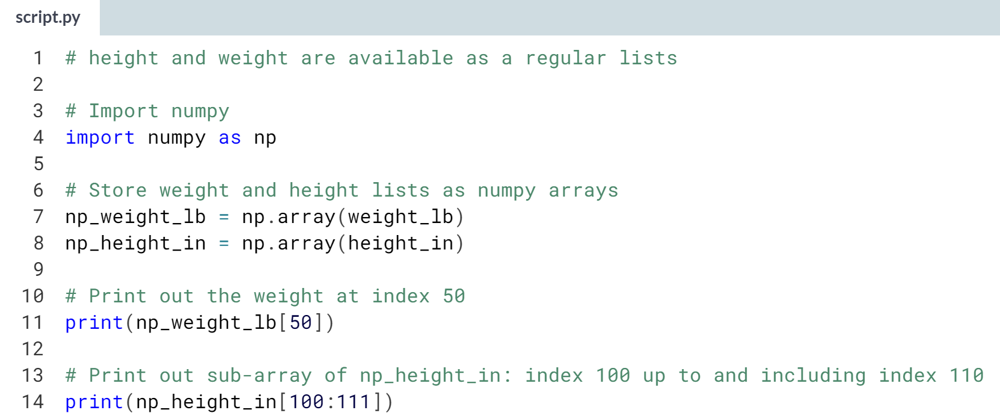 script.py
1 # height and weight are available as a regular lists
2
3 # Import numpy
4 import numpy as np
5
6 # Store weight and height lists as numpy arrays
7 np_weight_lb = np.array(weight_lb)
8 np_height_in = np.array(height_in)
9
10 # Print out the weight at index 50
11 print(np_weight_lb[50])
12
13 # Print out sub-array of np_height_in: index 100 up to and including index 110
14 print(np_height_in[100:111])